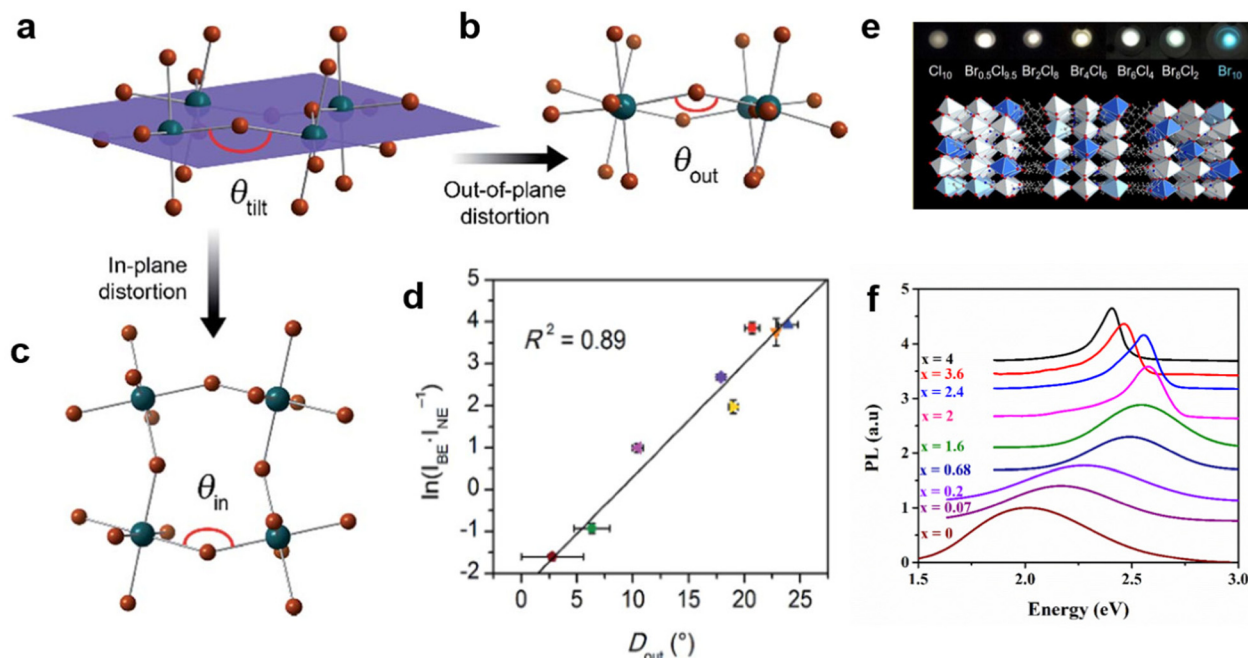 a
θtilt
b
θout
Out-of-plane
distortion
In-plane
distortion
c
θin
d
R² = 0.89
ln(IBE·INE⁻¹)
5
4
3
2
1
0
-1
-2
0 5 10 15 20 25
Dout (°)
e
Cl10 Br0.5Cl9.5 Br2Cl8 Br4Cl6 Br6Cl4 Br8Cl2 Br10
f
PL (a.u)
5
4
3
2
1
0
x = 4
x = 3.6
x = 2.4
x = 2
x = 1.6
x = 0.68
x = 0.2
x = 0.07
x = 0
1.5 2.0 2.5 3.0
Energy (eV)